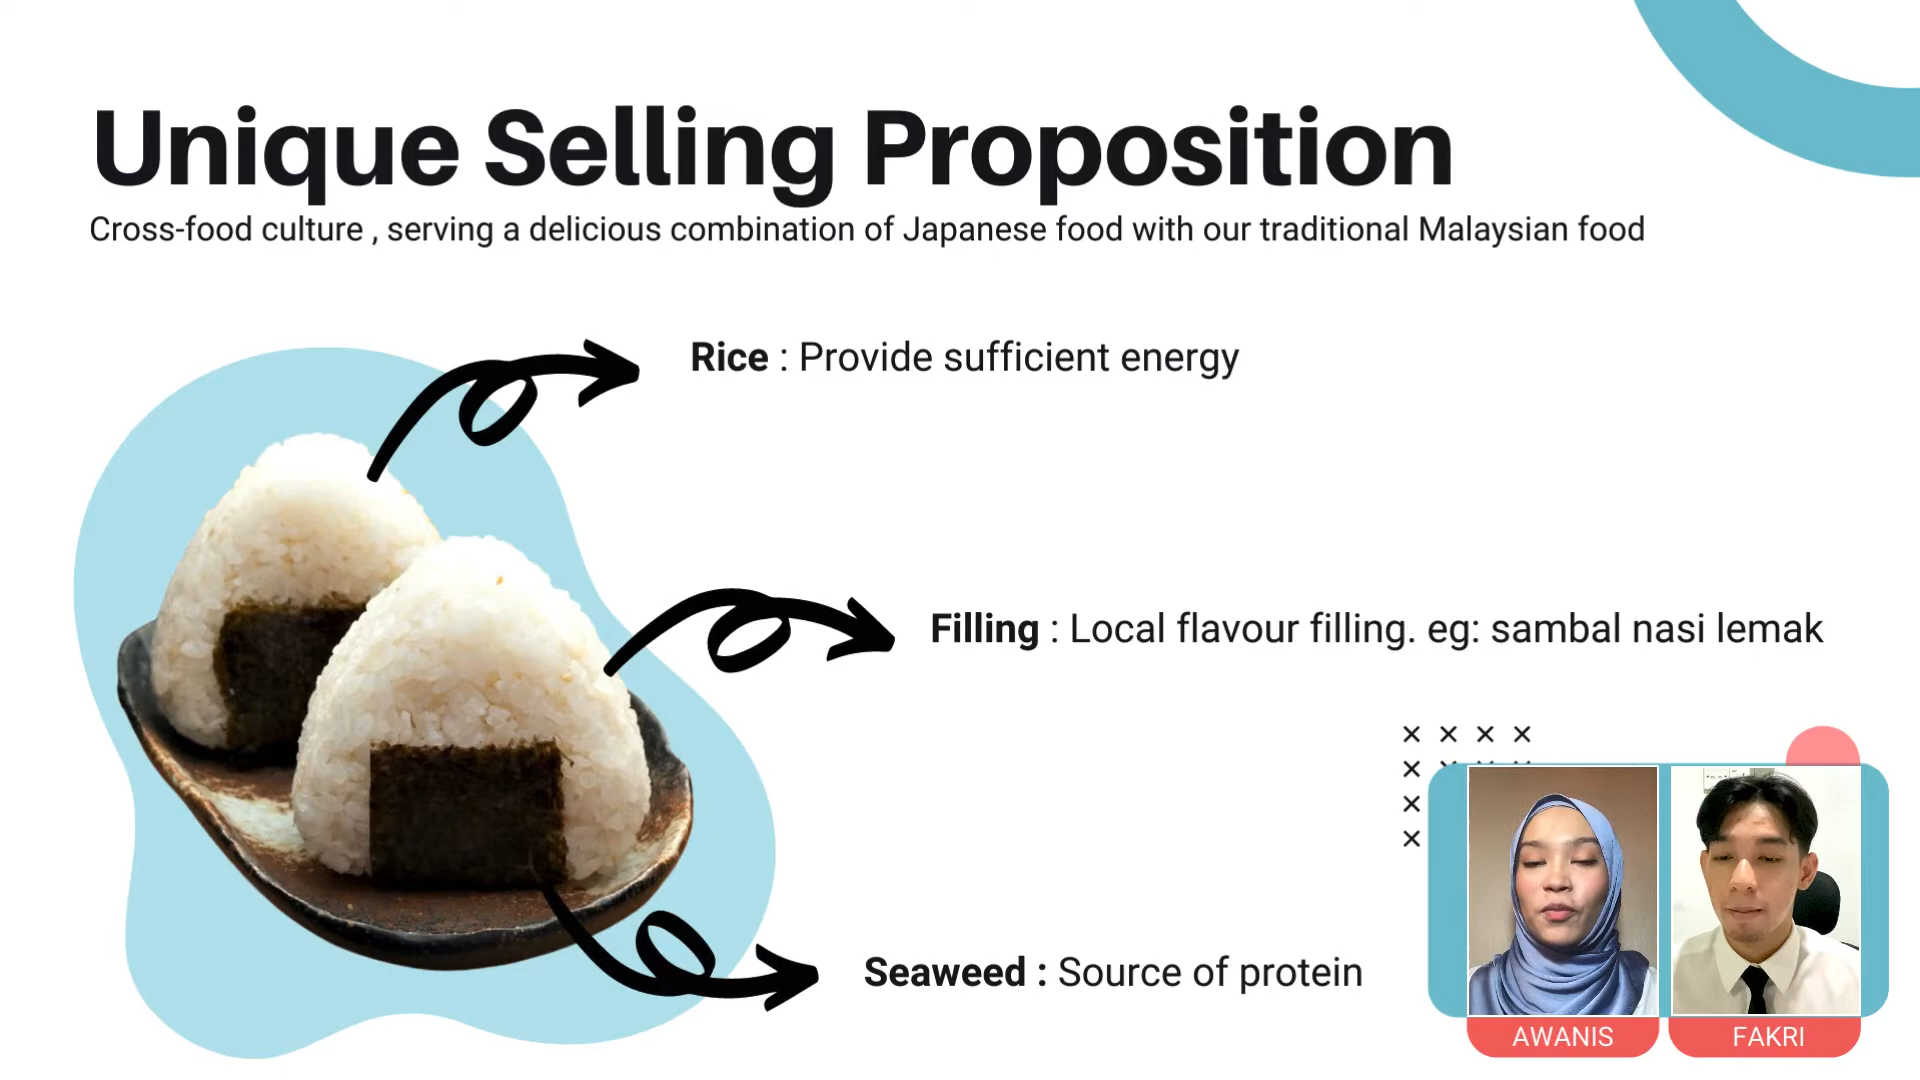 Unique Selling Proposition
Cross-food culture , serving a delicious combination of Japanese food with our traditional Malaysian food
Rice : Provide sufficient energy
Filling : Local flavour filling. eg: sambal nasi lemak
Seaweed : Source of protein
AWANIS
FAKRI